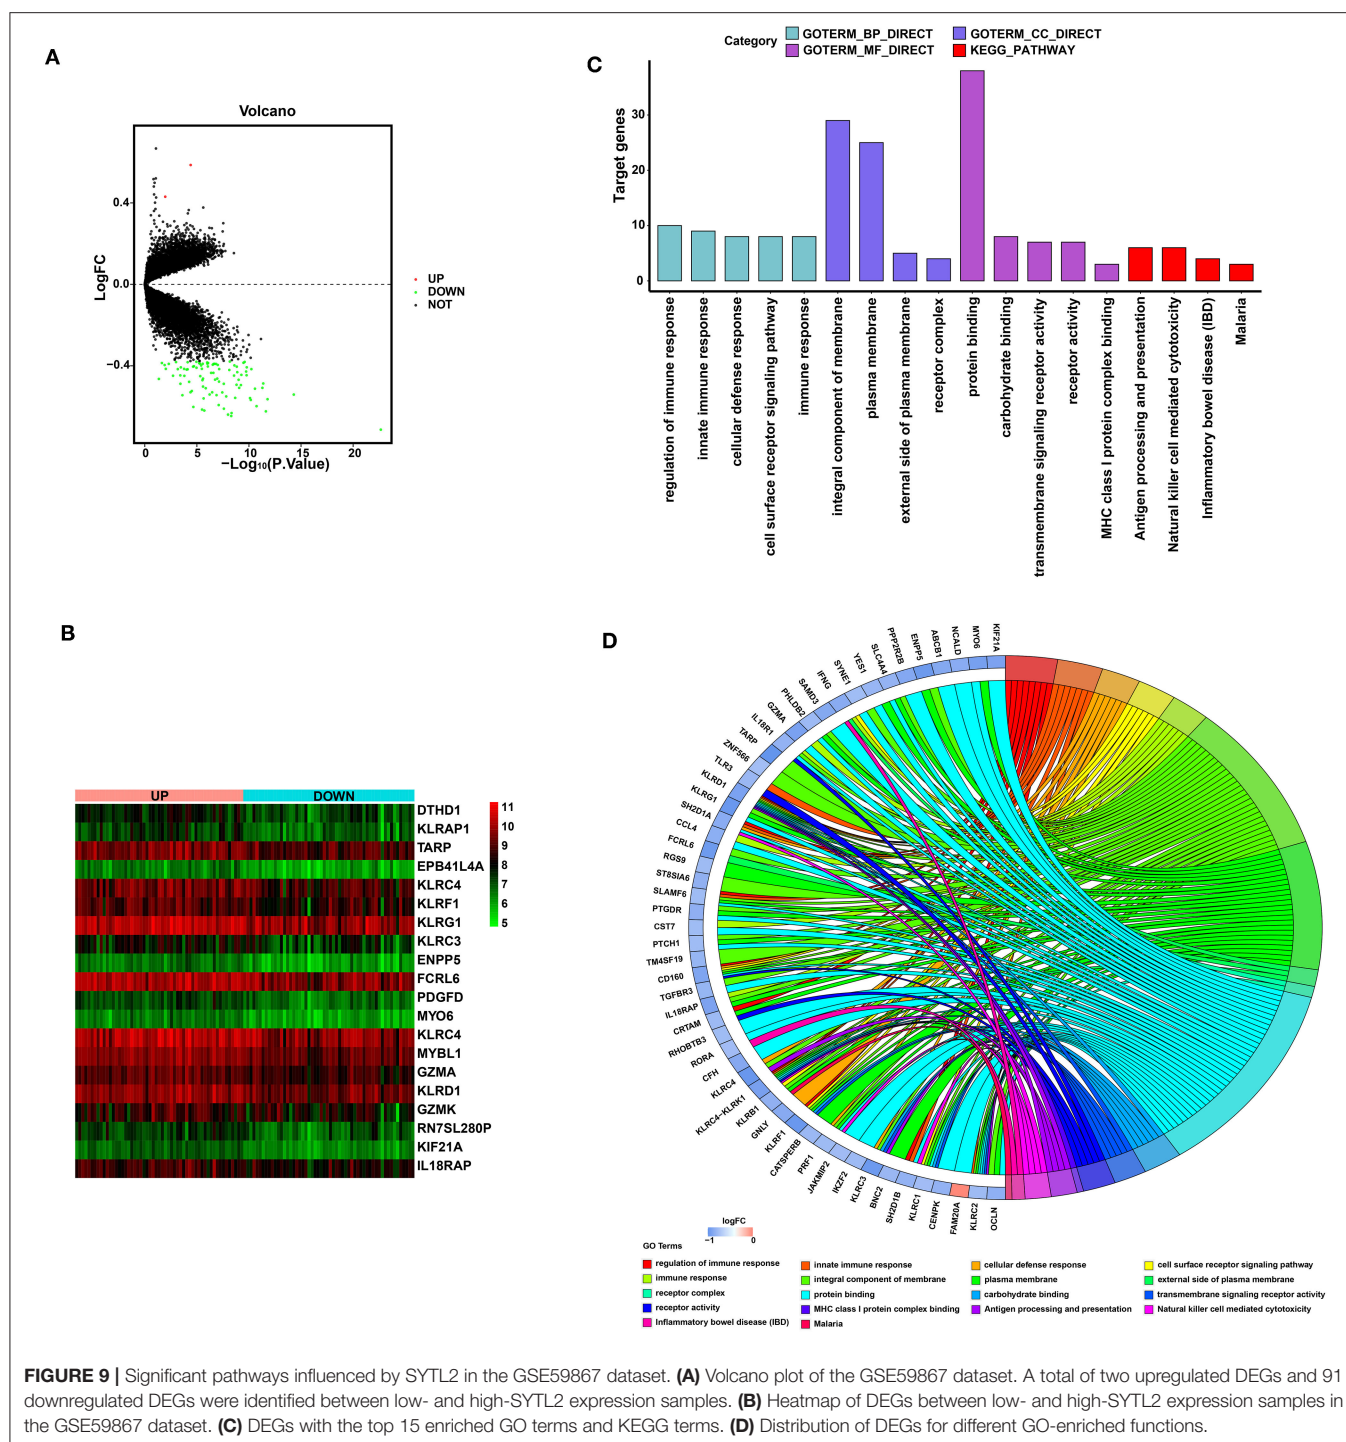 A
Volcano
LogFC
0.4
0.0
−0.4
0
5
10
15
20
−Log₁₀(P.Value)
UP
DOWN
NOT
C
Category
GOTERM_BP_DIRECT
GOTERM_CC_DIRECT
GOTERM_MF_DIRECT
KEGG_PATHWAY
Target genes
30
20
10
0
regulation of immune response
innate immune response
cellular defense response
cell surface receptor signaling pathway
immune response
integral component of membrane
plasma membrane
external side of plasma membrane
receptor complex
protein binding
carbohydrate binding
transmembrane signaling receptor activity
receptor activity
MHC class I protein complex binding
Antigen processing and presentation
Natural killer cell mediated cytotoxicity
Inflammatory bowel disease (IBD)
Malaria
B
UP
DOWN
DTHD1
KLRAP1
TARP
EPB41L4A
KLRC4
KLRF1
KLRG1
KLRC3
ENPP5
FCRL6
PDGFD
MYO6
KLRC4
MYBL1
GZMA
KLRD1
GZMK
RN7SL280P
KIF21A
IL18RAP
11
10
9
8
7
6
5
D
KIF21A
MYO6
NCALD
ABCB1
ENPP5
PPP2R2B
SLC4A4
YES1
SYNE1
IFNG
SAMD3
PHLDB2
GZMA
IL18R1
TARP
ZNF566
TLR3
KLRD1
KLRG1
SH2D1A
CCL4
FCRL6
RGS9
ST8SIA6
SLAMF6
PTGDR
CST7
PTCH1
TM4SF19
CD160
TGFBR3
IL18RAP
CRTAM
RHOBTB3
RORA
CFH
KLRC4
KLRC4−KLRK1
KLRB1
GNLY
KLRF1
CATSPERB
PRF1
JAKMIP2
IKZF2
KLRC3
BNC2
SH2D1B
KLRC1
CENPK
FAM20A
KLRC2
OCLN
logFC
−1
0
GO Terms
regulation of immune response
innate immune response
cellular defense response
cell surface receptor signaling pathway
immune response
integral component of membrane
plasma membrane
external side of plasma membrane
receptor complex
protein binding
carbohydrate binding
transmembrane signaling receptor activity
receptor activity
MHC class I protein complex binding
Antigen processing and presentation
Natural killer cell mediated cytotoxicity
Inflammatory bowel disease (IBD)
Malaria
FIGURE 9 | Significant pathways influenced by SYTL2 in the GSE59867 dataset. (A) Volcano plot of the GSE59867 dataset. A total of two upregulated DEGs and 91
downregulated DEGs were identified between low- and high-SYTL2 expression samples. (B) Heatmap of DEGs between low- and high-SYTL2 expression samples in
the GSE59867 dataset. (C) DEGs with the top 15 enriched GO terms and KEGG terms. (D) Distribution of DEGs for different GO-enriched functions.